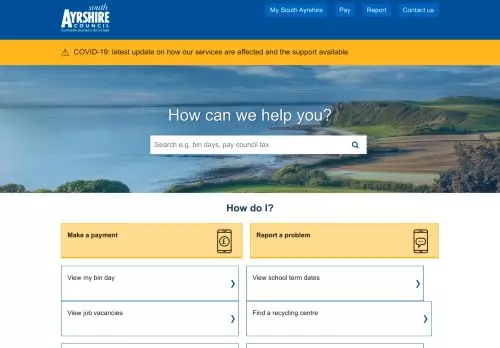 south
AYRSHIRE
COUNCIL
My South Ayrshire
Pay
Report
Contact us
COVID-19: latest update on how our services are affected and the support available
How can we help you?
Search e.g. bin days, pay council tax
How do I?
Make a payment
Report a problem
View my bin day
View school term dates
View job vacancies
Find a recycling centre